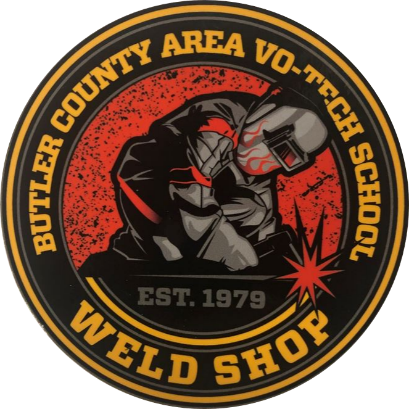 BUTLER COUNTY AREA VO-TECH SCHOOL
EST. 1979
WELD SHOP